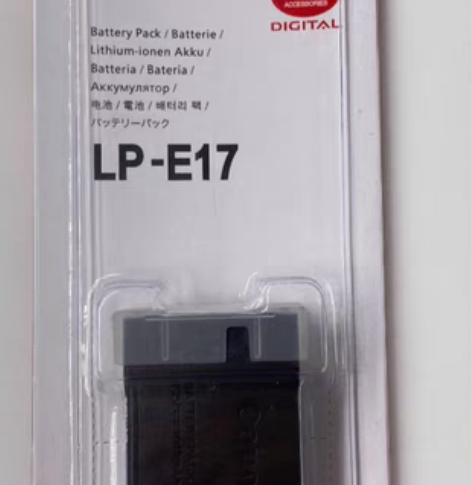 ACCESSORIES
DIGITAL
Battery Pack / Batterie /
Lithium-ionen Akku /
Batteria / Bateria /
Аккумулятор /
电池 / 電池 / 배터리 팩 /
バッテリーパック
LP-E17